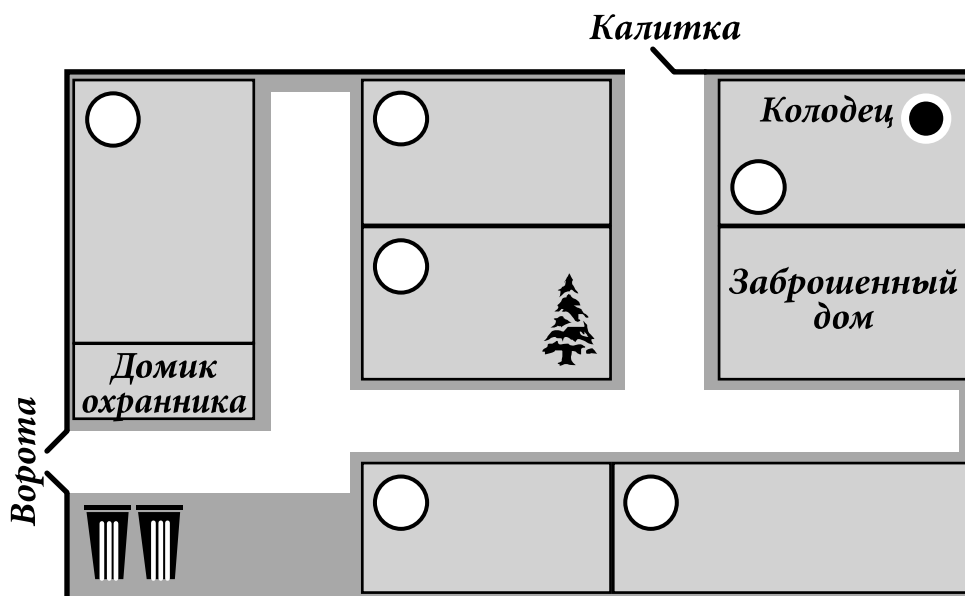 Калитка
Колодец
Заброшенный
дом
Домик
охранника
Ворота